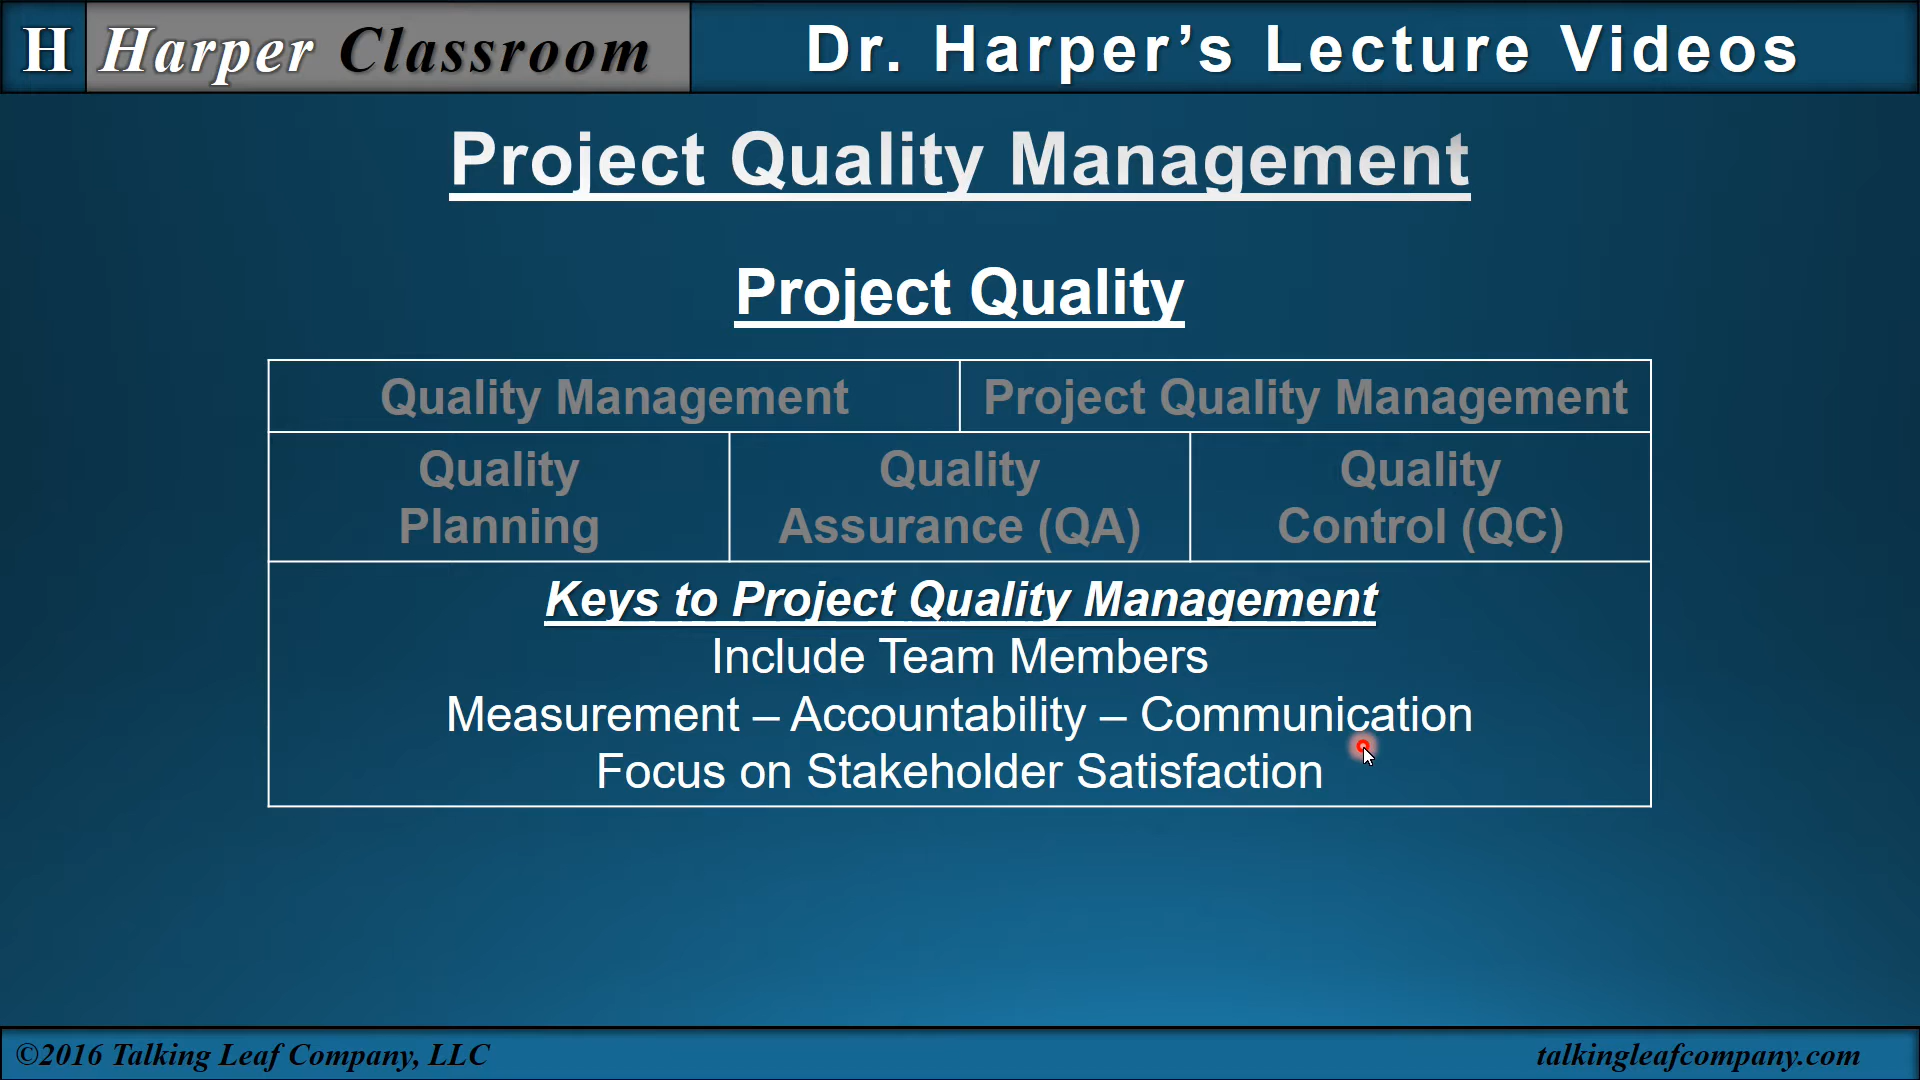 H Harper Classroom
Dr. Harper’s Lecture Videos
Project Quality Management
Project Quality
Quality Management
Project Quality Management
Quality
Planning
Quality
Assurance (QA)
Quality
Control (QC)
Keys to Project Quality Management
Include Team Members
Measurement – Accountability – Communication
Focus on Stakeholder Satisfaction
©2016 Talking Leaf Company, LLC
talkingleafcompany.com